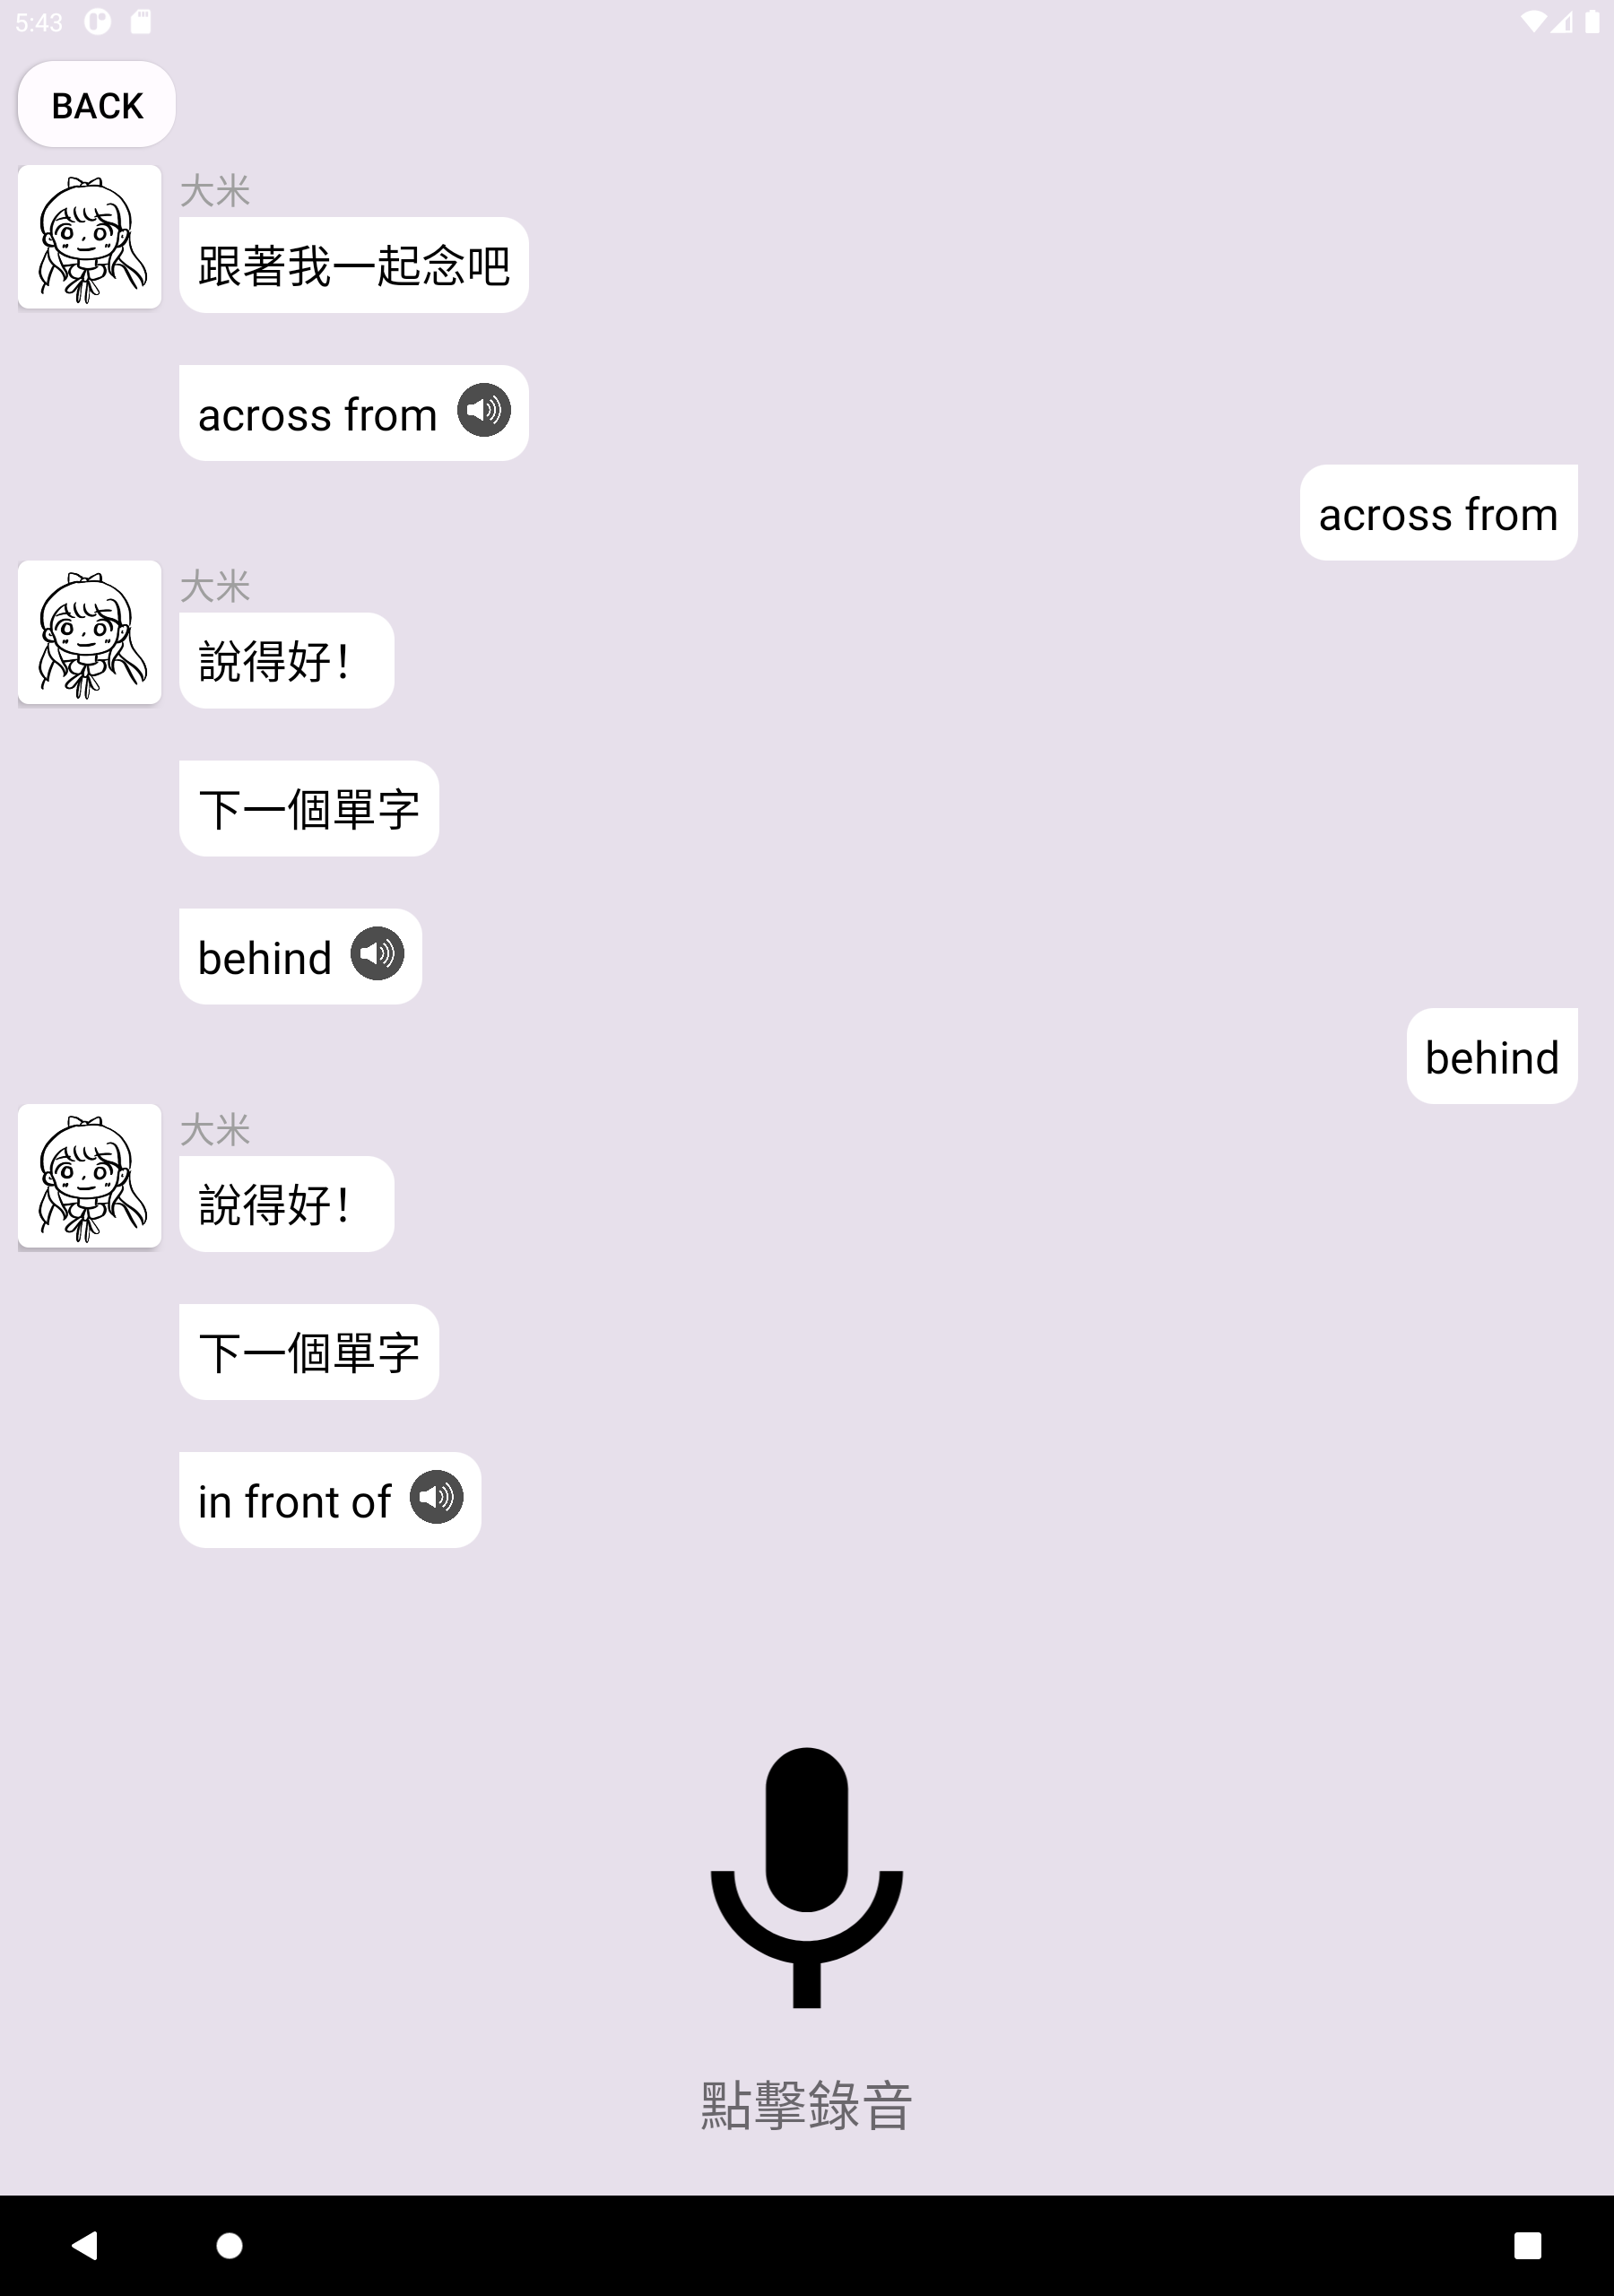 5:43
BACK
大米
跟著我一起念吧
across from
across from
大米
說得好！
下一個單字
behind
behind
大米
說得好！
下一個單字
in front of
點擊錄音